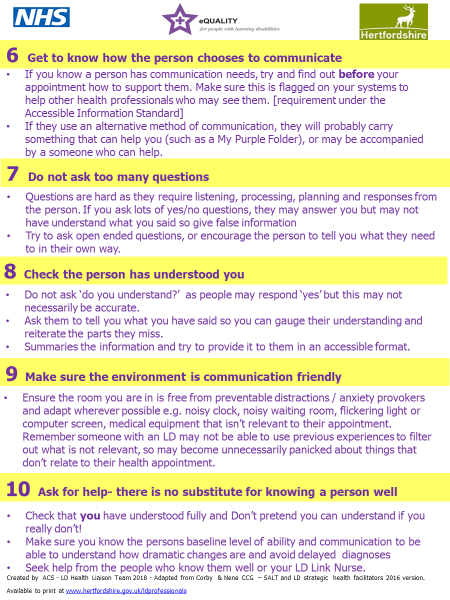 NHS
eQUALITY
for people with learning disabilities
Hertfordshire
6 Get to know how the person chooses to communicate
• If you know a person has communication needs, try and find out before your
appointment how to support them. Make sure this is flagged on your systems to
help other health professionals who may see them. [requirement under the
Accessible Information Standard]
• If they use an alternative method of communication, they will probably carry
something that can help you (such as a My Purple Folder), or may be accompanied
by a someone who can help.
7 Do not ask too many questions
• Questions are hard as they require listening, processing, planning and responses from
the person. If you ask lots of yes/no questions, they may answer you but may not
have understand what you said so give false information
• Try to ask open ended questions, or encourage the person to tell you what they need
to in their own way.
8 Check the person has understood you
• Do not ask ‘do you understand?’ as people may respond ‘yes’ but this may not
necessarily be accurate.
• Ask them to tell you what you have said so you can gauge their understanding and
reiterate the parts they miss.
• Summaries the information and try to provide it to them in an accessible format.
9 Make sure the environment is communication friendly
• Ensure the room you are in is free from preventable distractions / anxiety provokers
and adapt wherever possible e.g. noisy clock, noisy waiting room, flickering light or
computer screen, medical equipment that isn’t relevant to their appointment.
Remember someone with an LD may not be able to use previous experiences to filter
out what is not relevant, so may become unnecessarily panicked about things that
don’t relate to their health appointment.
10 Ask for help- there is no substitute for knowing a person well
• Check that you have understood fully and Don’t pretend you can understand if you
really don’t!
• Make sure you know the persons baseline level of ability and communication to be
able to understand how dramatic changes are and avoid delayed diagnoses
• Seek help from the people who know them well or your LD Link Nurse.
Created by ACS - LD Health Liaison Team 2018 - Adapted from Corby & Nene CCG – SALT and LD strategic health facilitators 2016 version.
Available to print at www.hertfordshire.gov.uk/ldprofessionals